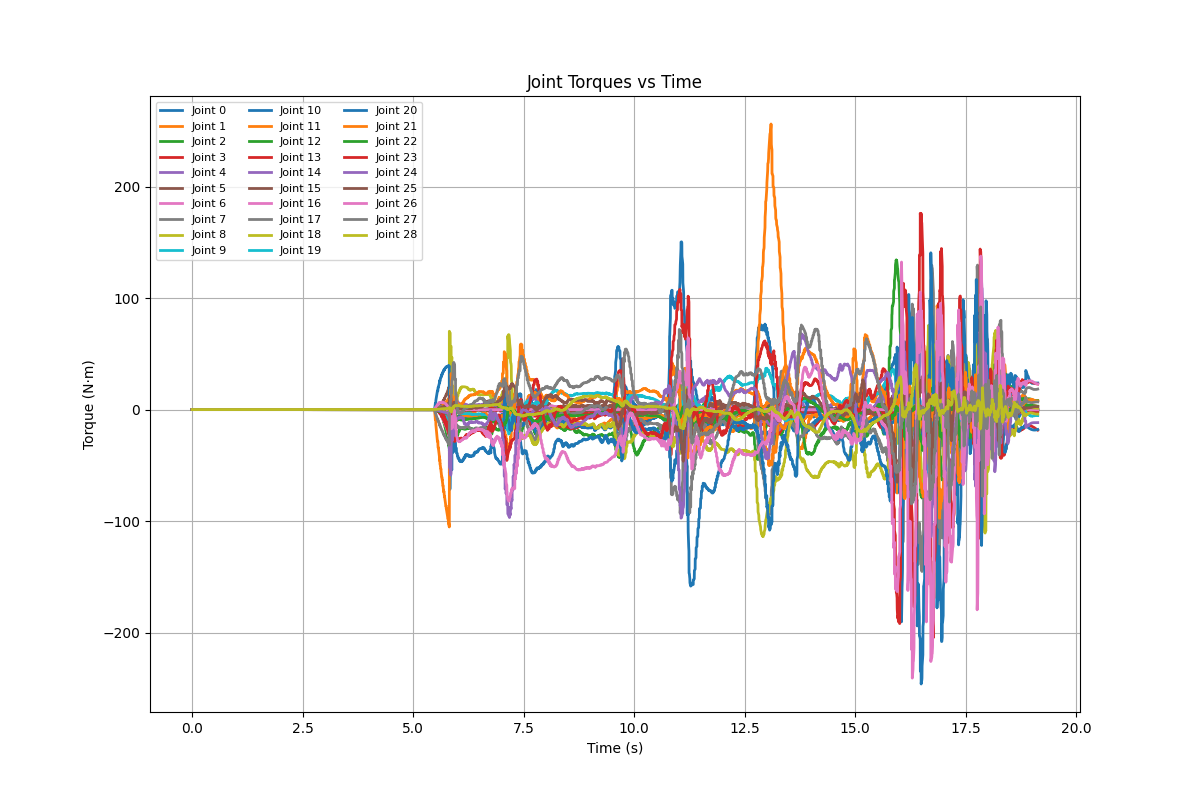 Joint Torques vs Time
Joint 0 Joint 10 Joint 20
Joint 1 Joint 11 Joint 21
Joint 2 Joint 12 Joint 22
Joint 3 Joint 13 Joint 23
Joint 4 Joint 14 Joint 24
Joint 5 Joint 15 Joint 25
Joint 6 Joint 16 Joint 26
Joint 7 Joint 17 Joint 27
Joint 8 Joint 18 Joint 28
Joint 9 Joint 19
200
100
0
−100
−200
Torque (N·m)
0.0 2.5 5.0 7.5 10.0 12.5 15.0 17.5 20.0
Time (s)